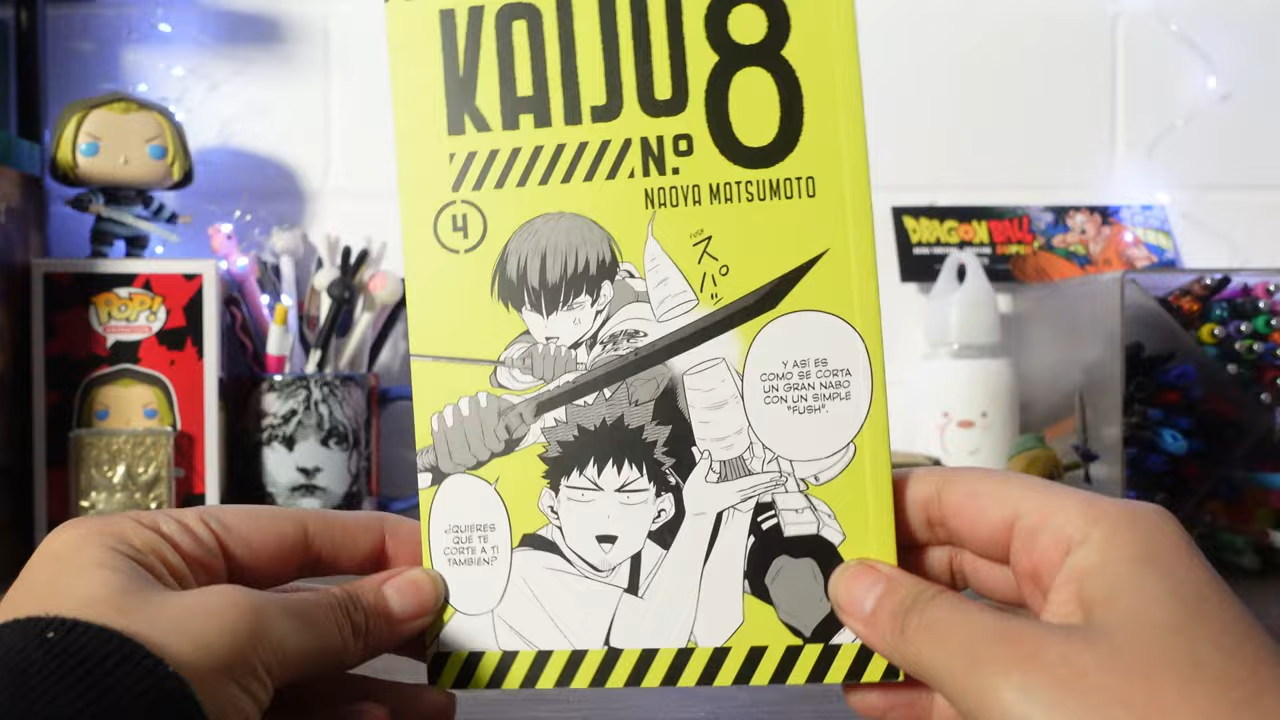 KAIJU 8
N.º
NAOYA MATSUMOTO
4
FUSH
スパッ
Y ASÍ ES
COMO SE CORTA
UN GRAN NABO
CON UN SIMPLE
"FUSH".
¿QUIERES
QUE TE
CORTE A TI
TAMBIÉN?
POP!
DRAGON BALL